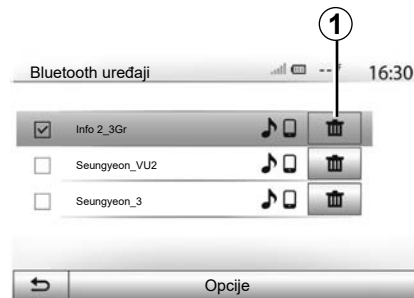 1
Bluetooth uređaji -- ° 16:30
Info 2_3Gr
Seungyeon_VU2
Seungyeon_3
Opcije